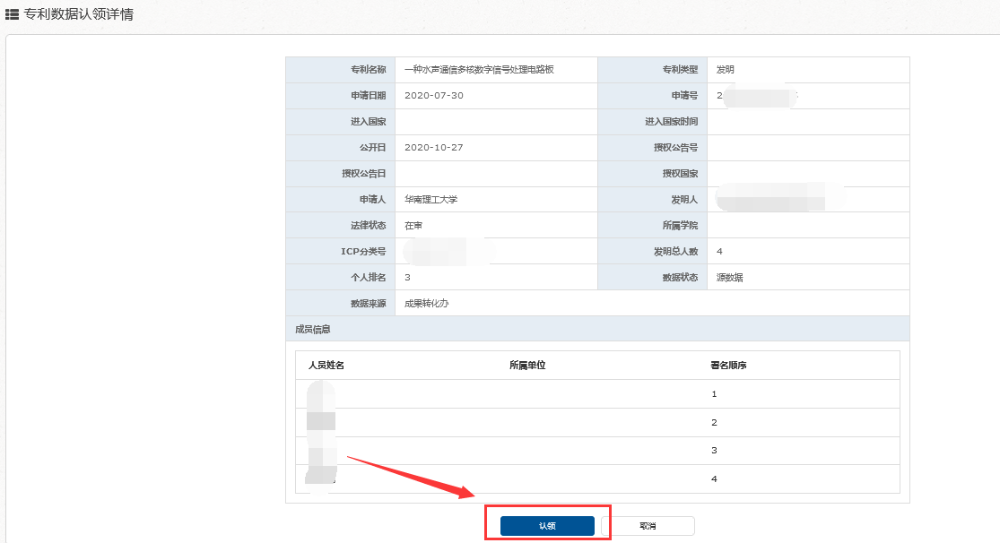 专利数据认领详情
专利名称 一种水声通信多核数字信号处理电路板 专利类型 发明
申请日期 2020-07-30 申请号 2
进入国家 进入国家时间
公开日 2020-10-27 授权公告号
授权公告日 授权国家
申请人 华南理工大学 发明人
法律状态 在审 所属学院
ICP分类号 发明总人数 4
个人排名 3 数据状态 源数据
数据来源 成果转化办
成员信息
人员姓名 所属单位 署名顺序
1
2
3
4
认领 取消